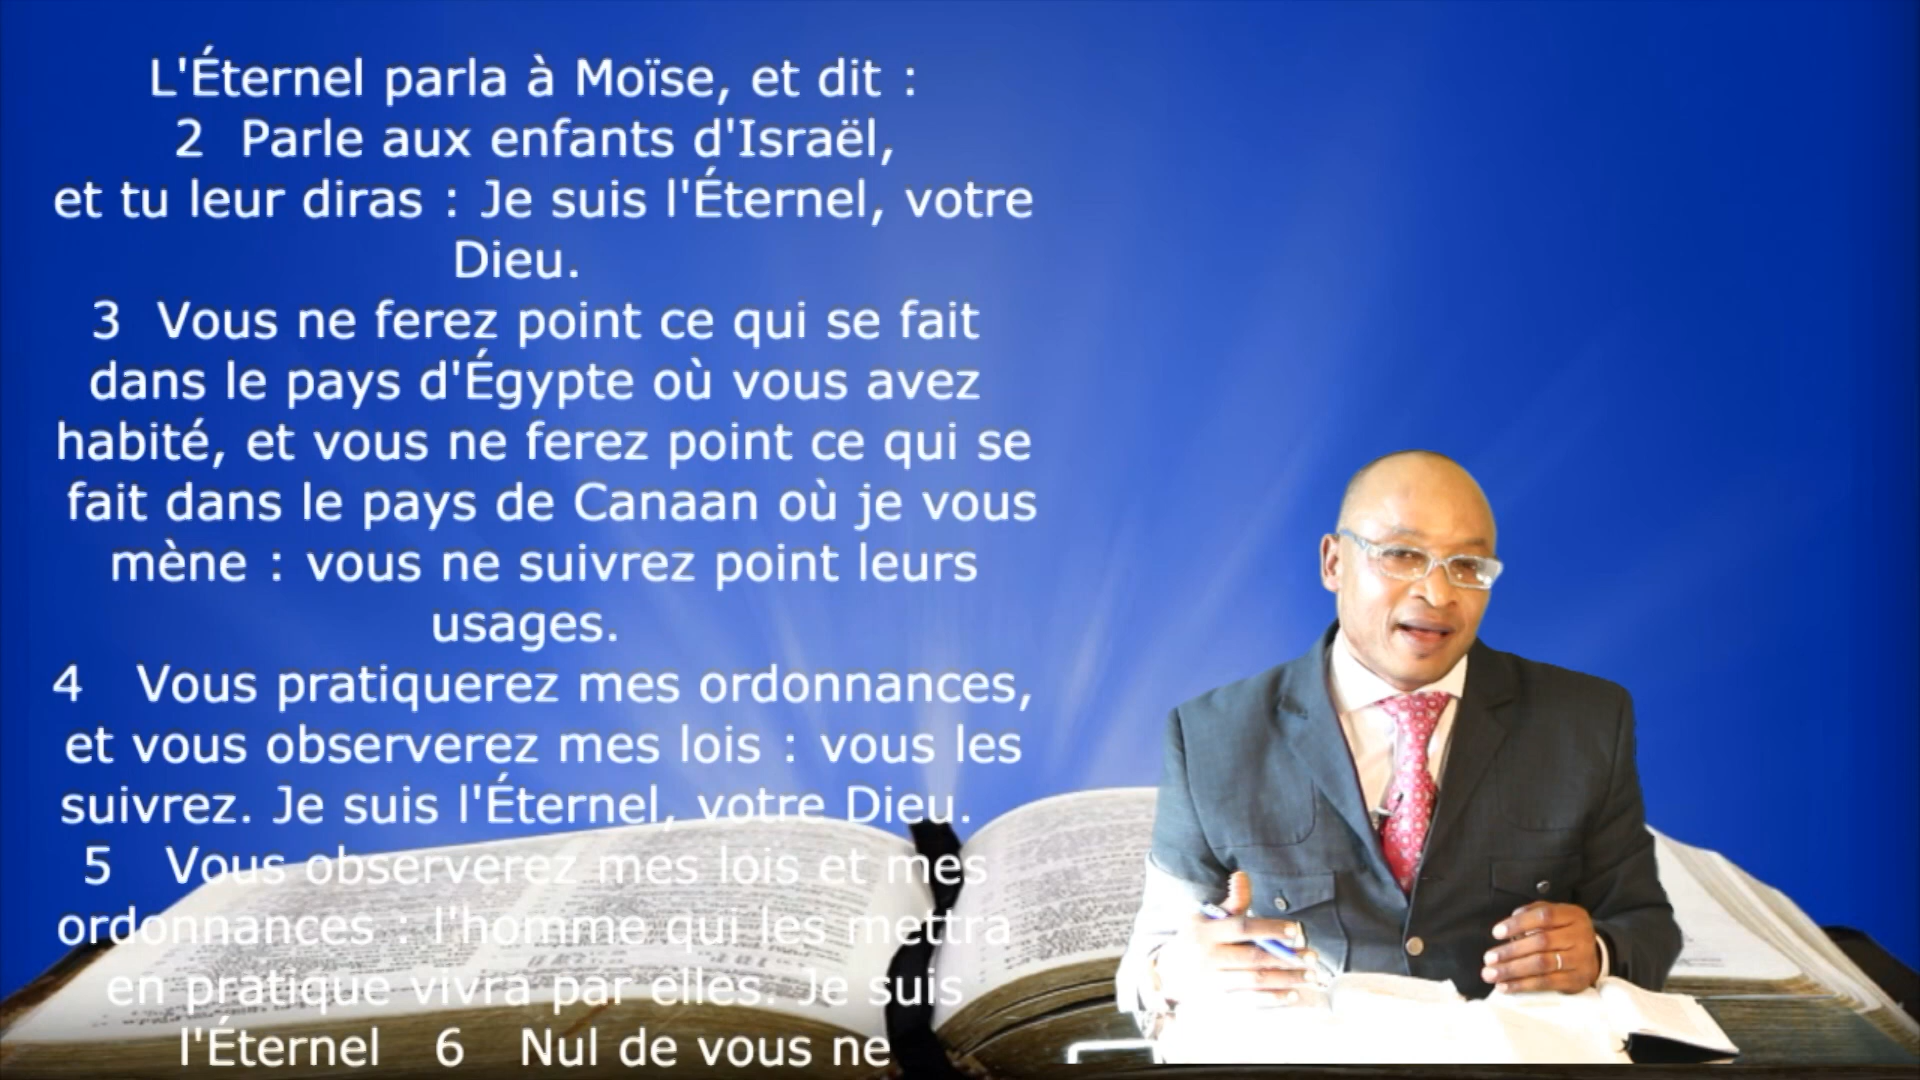 L'Éternel parla à Moïse, et dit :
2 Parle aux enfants d'Israël,
et tu leur diras : Je suis l'Éternel, votre
Dieu.
3 Vous ne ferez point ce qui se fait
dans le pays d'Égypte où vous avez
habité, et vous ne ferez point ce qui se
fait dans le pays de Canaan où je vous
mène : vous ne suivrez point leurs
usages.
4 Vous pratiquerez mes ordonnances,
et vous observerez mes lois : vous les
suivrez. Je suis l'Éternel, votre Dieu.
5 Vous observerez mes lois et mes
ordonnances : l'homme qui les mettra
en pratique vivra par elles. Je suis
l'Éternel 6 Nul de vous ne